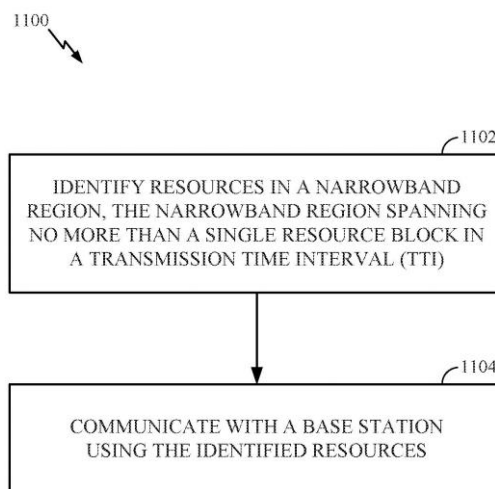 1100
1102
IDENTIFY RESOURCES IN A NARROWBAND
REGION, THE NARROWBAND REGION SPANNING
NO MORE THAN A SINGLE RESOURCE BLOCK IN
A TRANSMISSION TIME INTERVAL (TTI)
1104
COMMUNICATE WITH A BASE STATION
USING THE IDENTIFIED RESOURCES